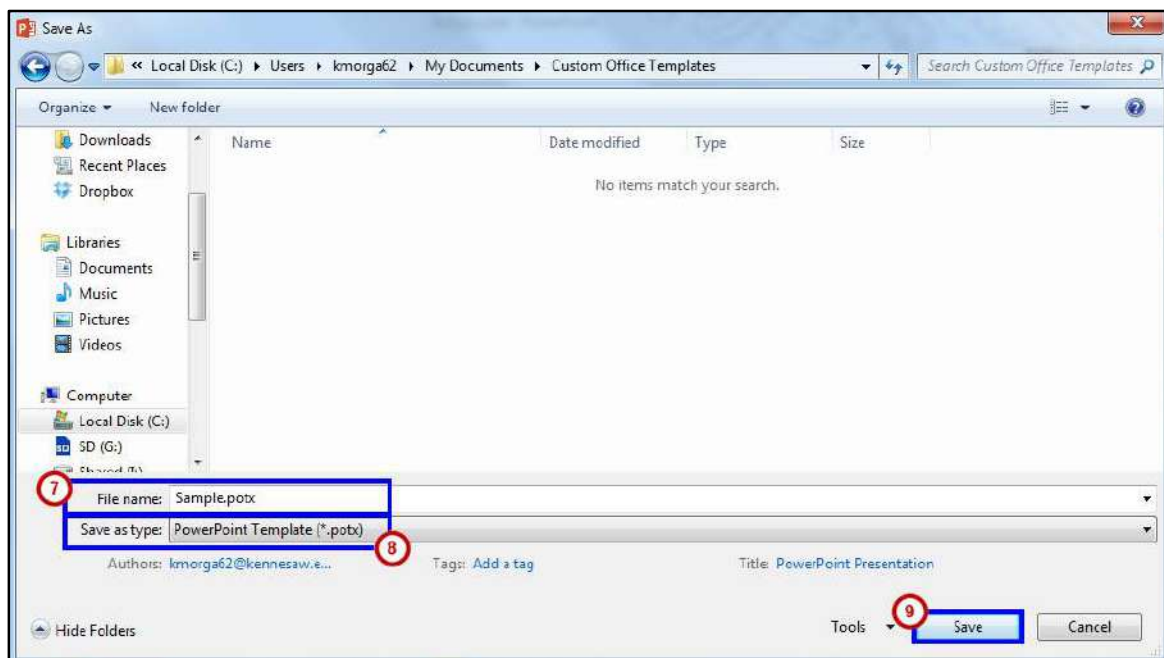 Save As
« Local Disk (C:) ▸ Users ▸ kmorga62 ▸ My Documents ▸ Custom Office Templates
Search Custom Office Templates
Organize
New folder
Downloads
Recent Places
Dropbox
Libraries
Documents
Music
Pictures
Videos
Computer
Local Disk (C:)
SD (G:)
Name
Date modified
Type
Size
No items match your search.
7
File name: Sample.potx
Save as type: PowerPoint Template (*.potx)
8
Authors: kmorga62@kennesaw.e...
Tags: Add a tag
Title: PowerPoint Presentation
Hide Folders
Tools
9
Save
Cancel